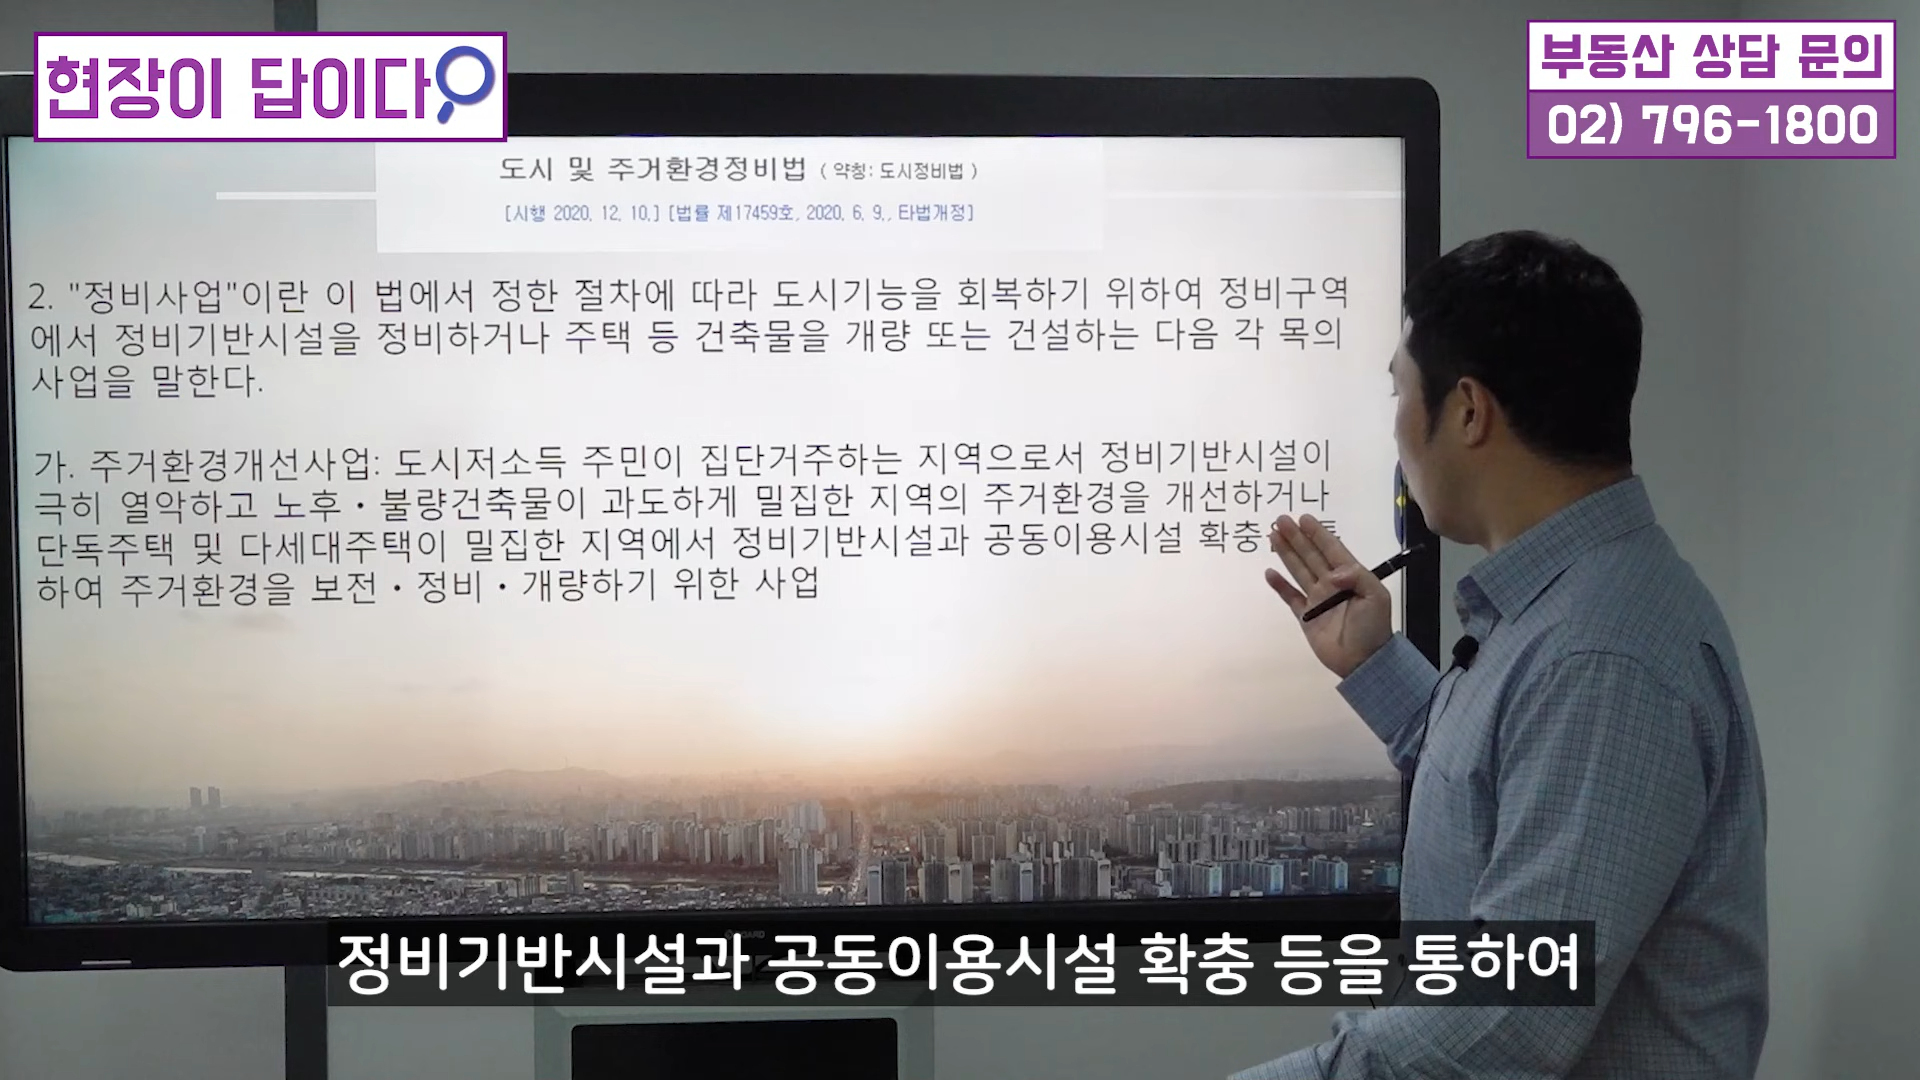 현장이 답이다
부동산 상담 문의
02) 796-1800
도시 및 주거환경정비법 ( 약칭: 도시정비법 )
[시행 2020. 12. 10.] [법률 제17459호, 2020. 6. 9., 타법개정]
2. "정비사업"이란 이 법에서 정한 절차에 따라 도시기능을 회복하기 위하여 정비구역
에서 정비기반시설을 정비하거나 주택 등 건축물을 개량 또는 건설하는 다음 각 목의
사업을 말한다.
가. 주거환경개선사업: 도시저소득 주민이 집단거주하는 지역으로서 정비기반시설이
극히 열악하고 노후・불량건축물이 과도하게 밀집한 지역의 주거환경을 개선하거나
단독주택 및 다세대주택이 밀집한 지역에서 정비기반시설과 공동이용시설 확충
하여 주거환경을 보전・정비・개량하기 위한 사업
정비기반시설과 공동이용시설 확충 등을 통하여